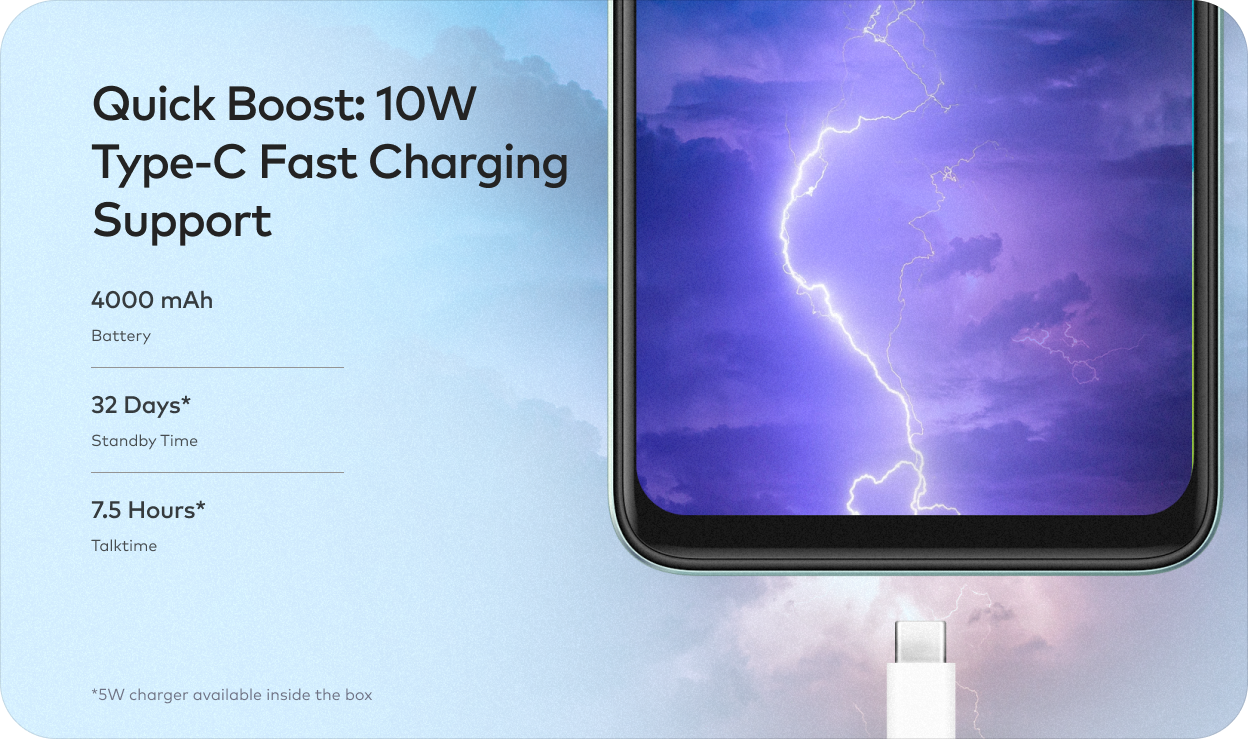 Quick Boost: 10W
Type-C Fast Charging
Support
4000 mAh
Battery
32 Days*
Standby Time
7.5 Hours*
Talktime
*5W charger available inside the box